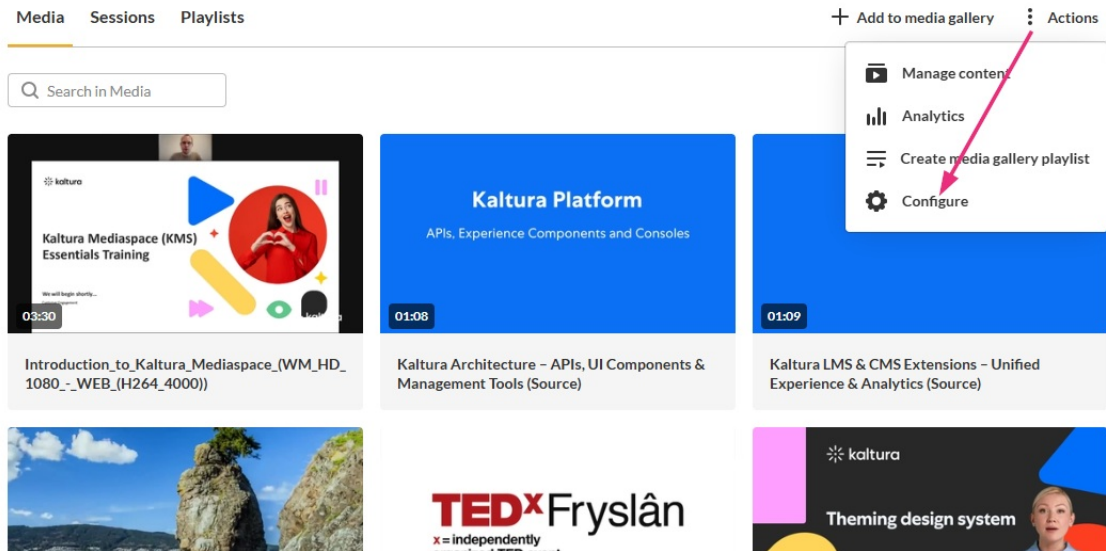 Media Sessions Playlists
Add to media gallery Actions
Manage content
Analytics
Create media gallery playlist
Configure
Search in Media
kaltura
Kaltura Mediaspace (KMS)
Essentials Training
We will begin shortly...
03:30
Kaltura Platform
APIs, Experience Components and Consoles
01:08
01:09
Introduction_to_Kaltura_Mediaspace_(WM_HD_
1080_-_WEB_(H264_4000))
Kaltura Architecture – APIs, UI Components &
Management Tools (Source)
Kaltura LMS & CMS Extensions – Unified
Experience & Analytics (Source)
TEDxFryslân
x = independently
organized TED event
kaltura
Theming design system